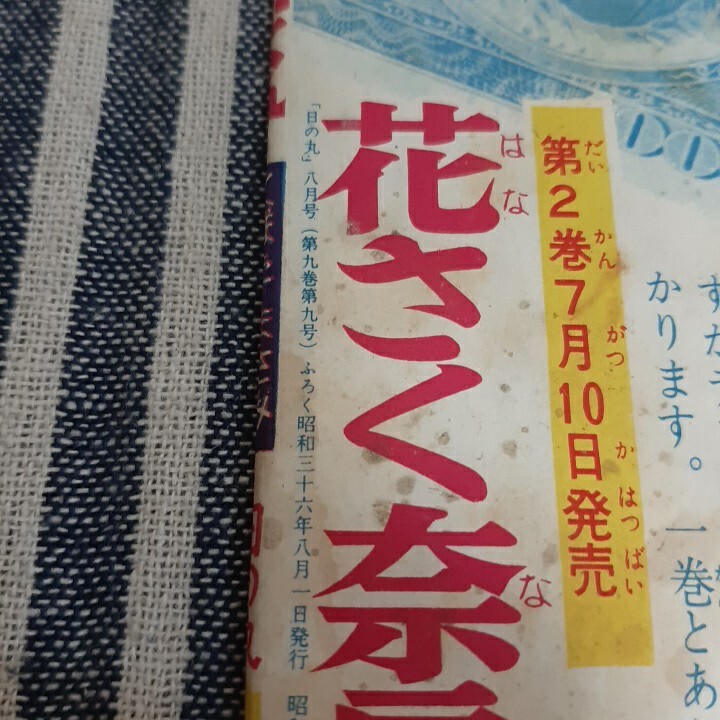 すが
かります。一巻とあ
第2巻7月10日発売
だいかんがつかはつばい
花さく奈
はなな
「日の丸」八月号(第九巻第九号)ふろく昭和三十六年八月一日発行